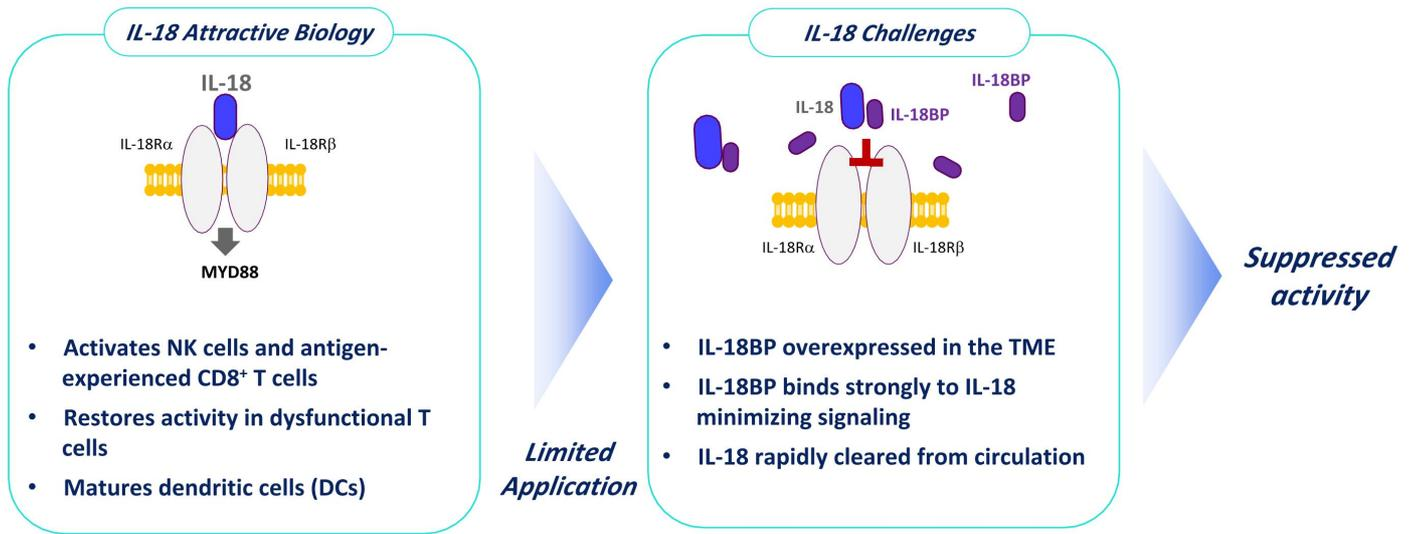 IL-18 Attractive Biology
IL-18
IL-18Rα
IL-18Rβ
MYD88
• Activates NK cells and antigen-
experienced CD8⁺ T cells
• Restores activity in dysfunctional T
cells
• Matures dendritic cells (DCs)
Limited
Application
IL-18 Challenges
IL-18BP
IL-18
IL-18BP
IL-18Rα
IL-18Rβ
• IL-18BP overexpressed in the TME
• IL-18BP binds strongly to IL-18
minimizing signaling
• IL-18 rapidly cleared from circulation
Suppressed
activity